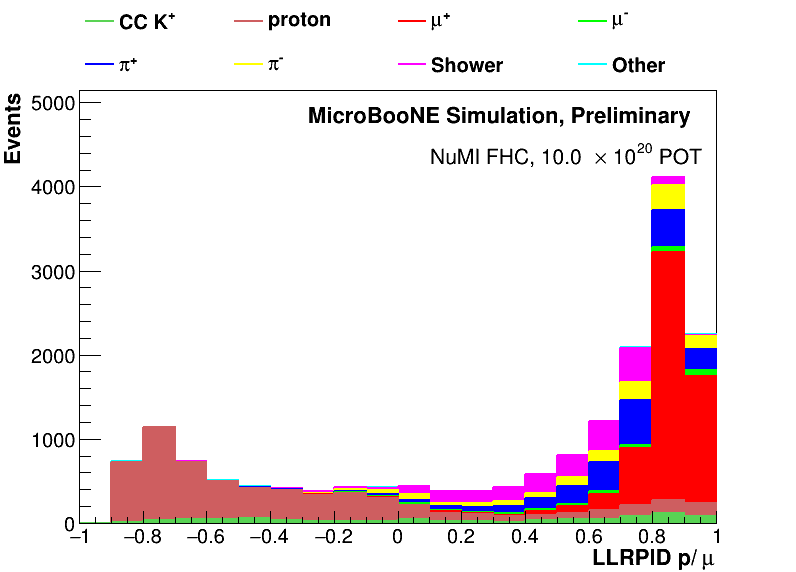 CC K⁺ proton μ⁺ μ⁻
π⁺ π⁻ Shower Other
MicroBooNE Simulation, Preliminary
NuMI FHC, 10.0 × 10²⁰ POT
Events
5000
4000
3000
2000
1000
0
−1 −0.8 −0.6 −0.4 −0.2 0 0.2 0.4 0.6 0.8 1
LLRPID p/ μ